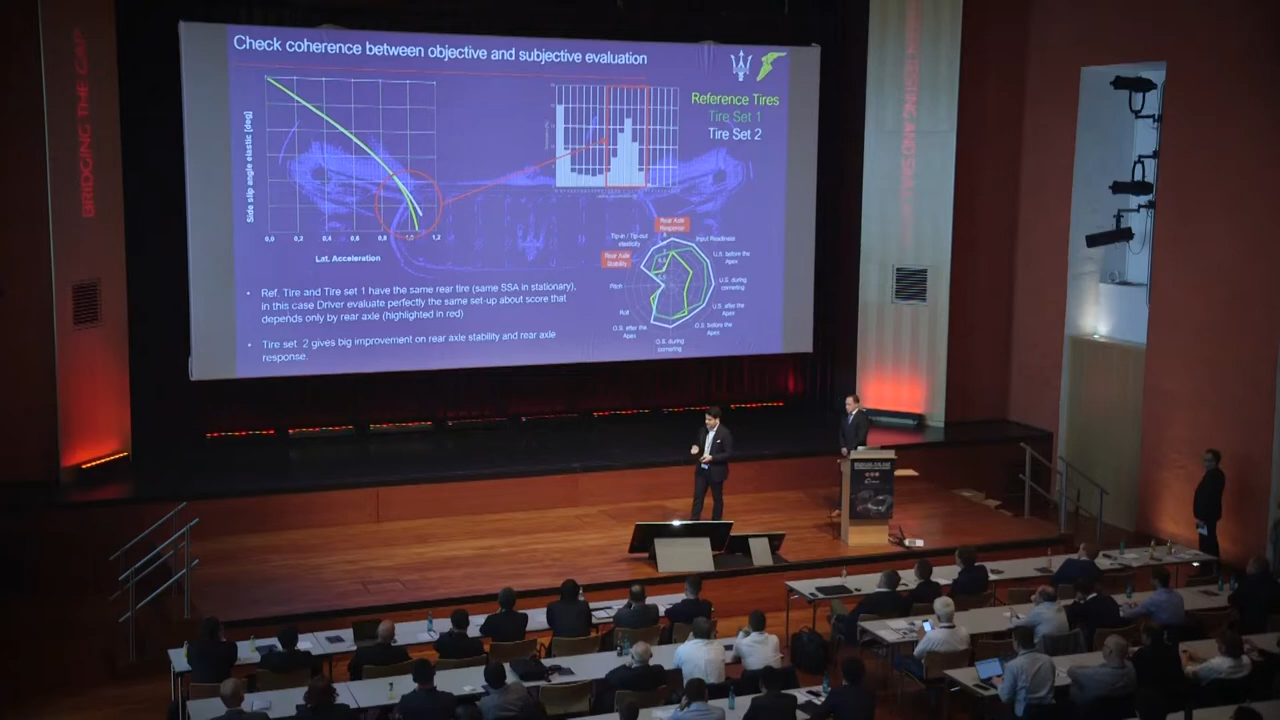 Check coherence between objective and subjective evaluation
BRIDGING THE GAP
Reference Tires
Tire Set 1
Tire Set 2
Side slip angle elastic [deg]
0,0 0,2 0,4 0,6 0,8 1,0 1,2
Lat. Acceleration
Rear Axle
Response
Tip-in / Tip-out
elasticity
Input Readiness
Rear Axle
Stability
U.S. before the
Apex
Pitch
U.S. during
cornering
Roll
U.S. after the
Apex
O.S. after the
Apex
O.S. before the
Apex
O.S. during
cornering
• Ref. Tire and Tire set 1 have the same rear tire (same SSA in stationary),
in this case Driver evaluate perfectly the same set-up about score that
depends only by rear axle (highlighted in red)
• Tire set 2 gives big improvement on rear axle stability and rear axle
response.